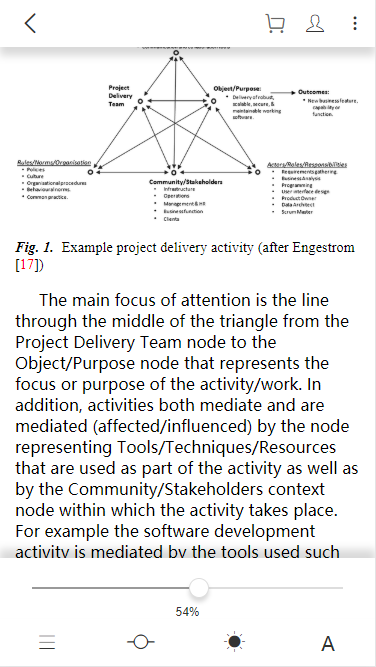 Project
Delivery
Team
Object/Purpose:
• Delivery of robust,
scalable, secure, &
maintainable working
software.
Outcomes:
• New business feature,
capability or
function.
Rules/Norms/Organisation
• Policies
• Culture
• Organisational procedures
• Behavioural norms.
• Common practice.
Community/Stakeholders
• Infrastructure
• Operations
• Management & HR
• Business function
• Clients
Actors/Roles/Responsibilities
• Requirements gathering.
• Business Analysis
• Programming
• User interface design
• Product Owner
• Data Architect
• Scrum Master
Fig. 1. Example project delivery activity (after Engestrom
[17])
The main focus of attention is the line
through the middle of the triangle from the
Project Delivery Team node to the
Object/Purpose node that represents the
focus or purpose of the activity/work. In
addition, activities both mediate and are
mediated (affected/influenced) by the node
representing Tools/Techniques/Resources
that are used as part of the activity as well as
by the Community/Stakeholders context
node within which the activity takes place.
For example the software development
activity is mediated by the tools used such
54%
A